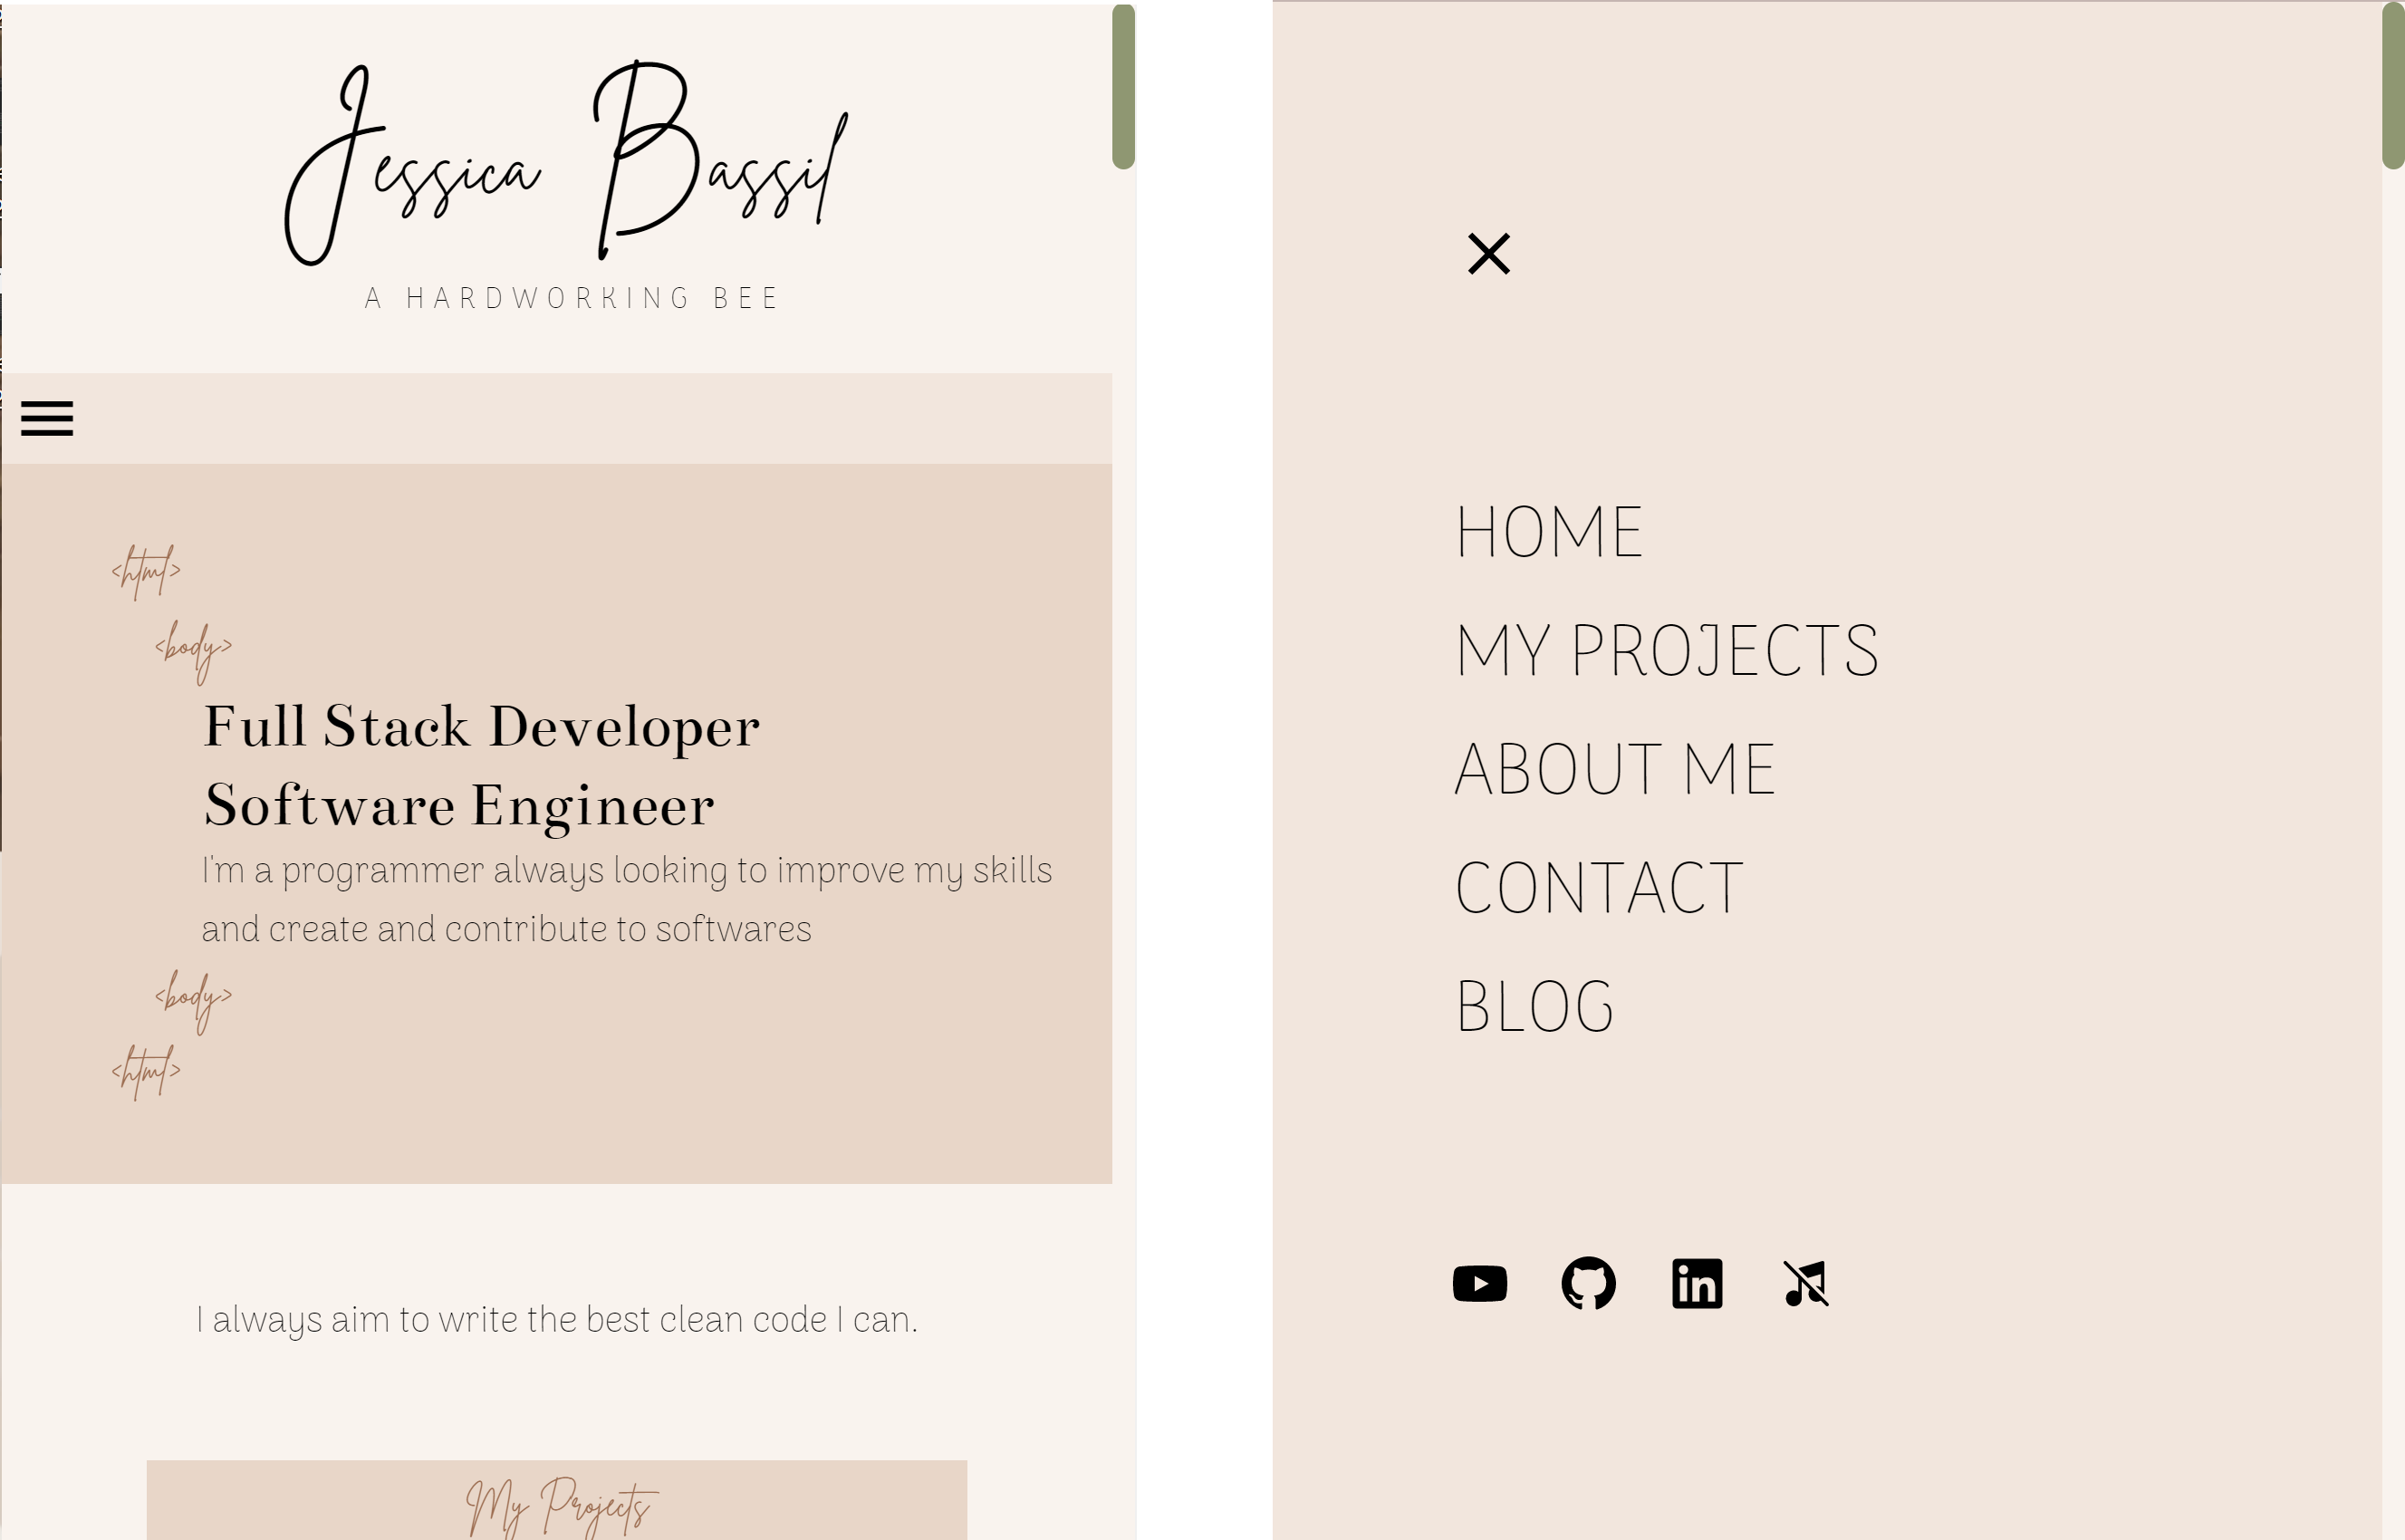 Jessica Bassil
A HARDWORKING BEE
<html>
<body>
Full Stack Developer
Software Engineer
I'm a programmer always looking to improve my skills
and create and contribute to softwares
<body>
<html>
I always aim to write the best clean code I can.
My Projects
HOME
MY PROJECTS
ABOUT ME
CONTACT
BLOG
in